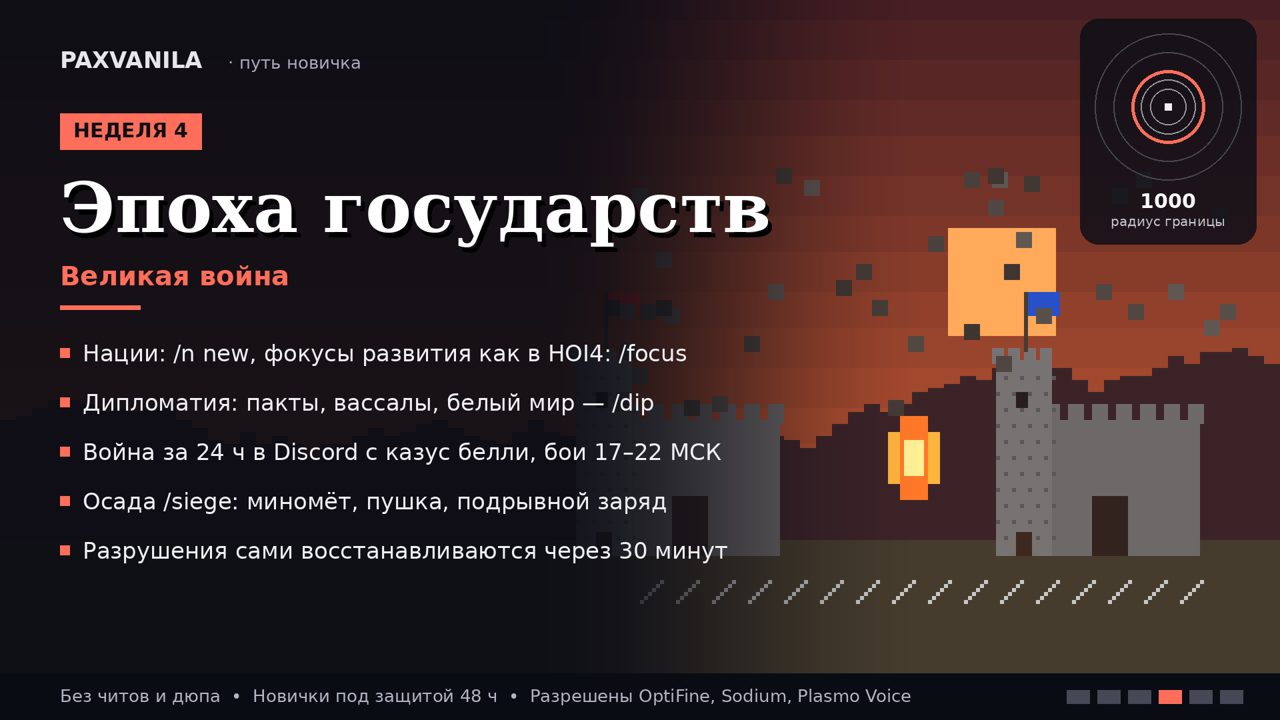 PAXVANILA · путь новичка
НЕДЕЛЯ 4
Эпоха государств
Великая война
Нации: /n new, фокусы развития как в HOI4: /focus
Дипломатия: пакты, вассалы, белый мир — /dip
Война за 24 ч в Discord с казус белли, бои 17–22 МСК
Осада /siege: миномёт, пушка, подрывной заряд
Разрушения сами восстанавливаются через 30 минут
1000
радиус границы
Без читов и дюпа • Новички под защитой 48 ч • Разрешены OptiFine, Sodium, Plasmo Voice